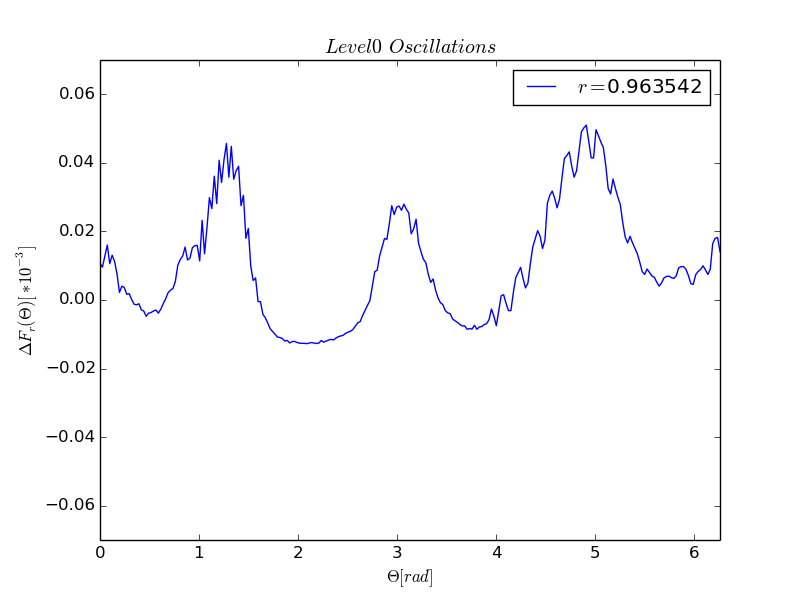 Level0 Oscillations
r=0.963542
0.06
0.04
0.02
0.00
−0.02
−0.04
−0.06
ΔF_r(Θ)[∗10^{−3}]
0 1 2 3 4 5 6
Θ[rad]